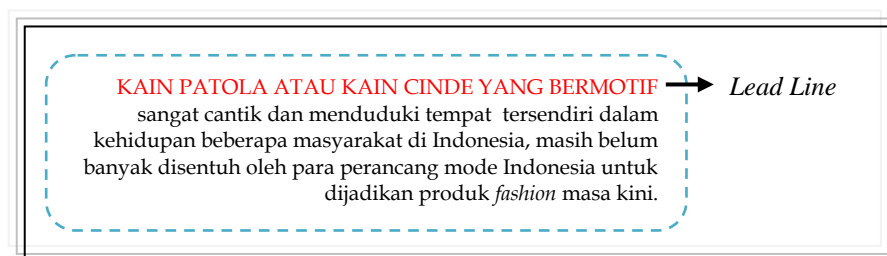 KAIN PATOLA ATAU KAIN CINDE YANG BERMOTIF
Lead Line
sangat cantik dan menduduki tempat tersendiri dalam
kehidupan beberapa masyarakat di Indonesia, masih belum
banyak disentuh oleh para perancang mode Indonesia untuk
dijadikan produk fashion masa kini.